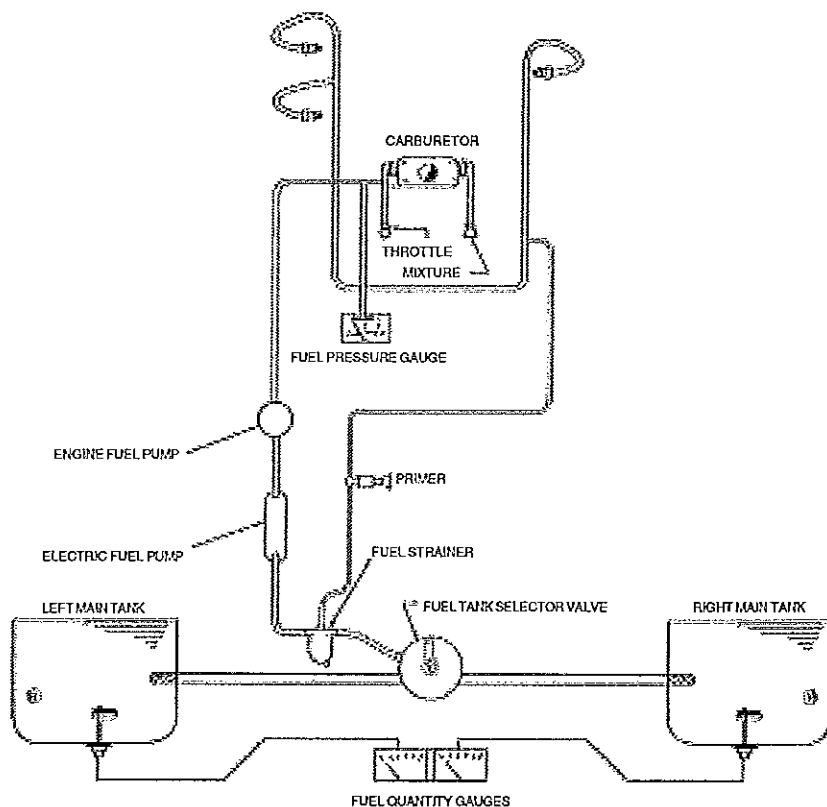 CARBURETOR
THROTTLE
MIXTURE
FUEL PRESSURE GAUGE
ENGINE FUEL PUMP
PRIMER
ELECTRIC FUEL PUMP
FUEL STRAINER
LEFT MAIN TANK
FUEL TANK SELECTOR VALVE
RIGHT MAIN TANK
FUEL QUANTITY GAUGES